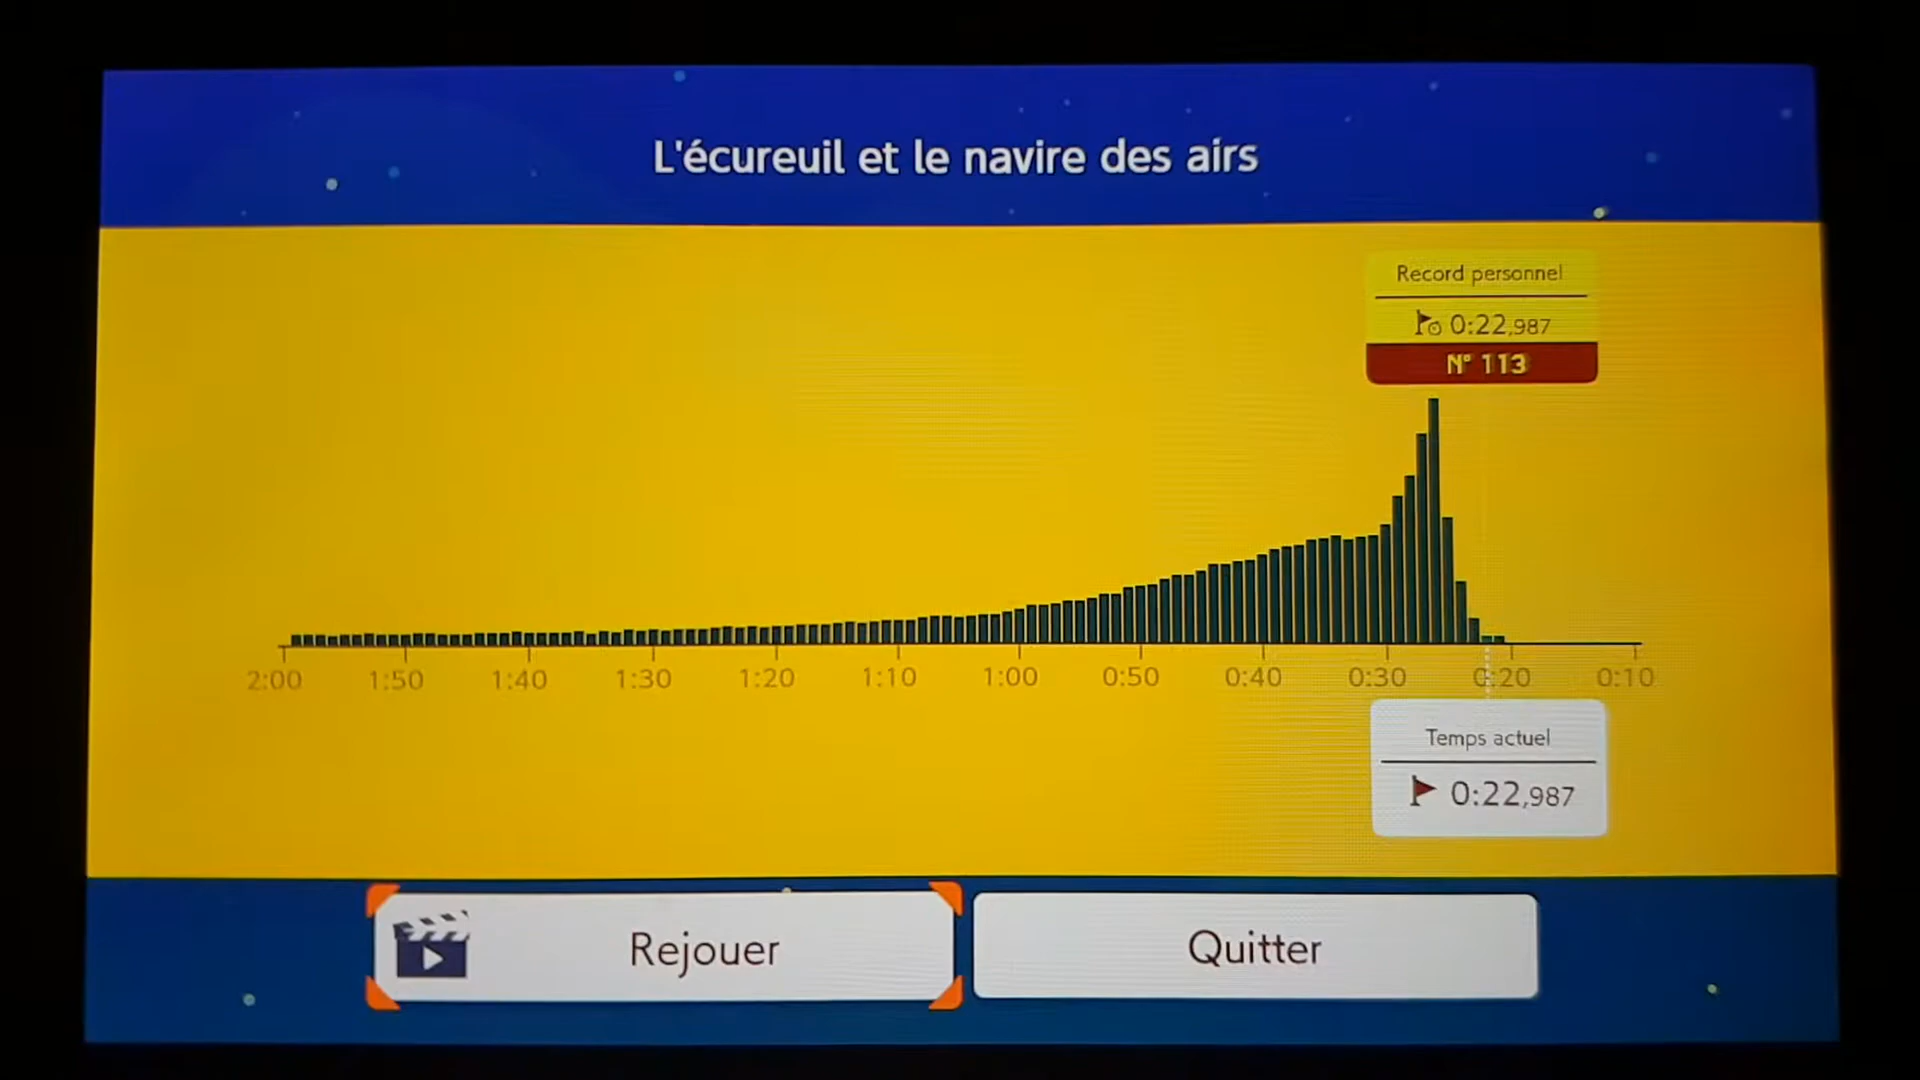 L'écureuil et le navire des airs
Record personnel
0:22,987
N° 113
2:00 1:50 1:40 1:30 1:20 1:10 1:00 0:50 0:40 0:30 0:20 0:10
Temps actuel
0:22,987
Rejouer
Quitter